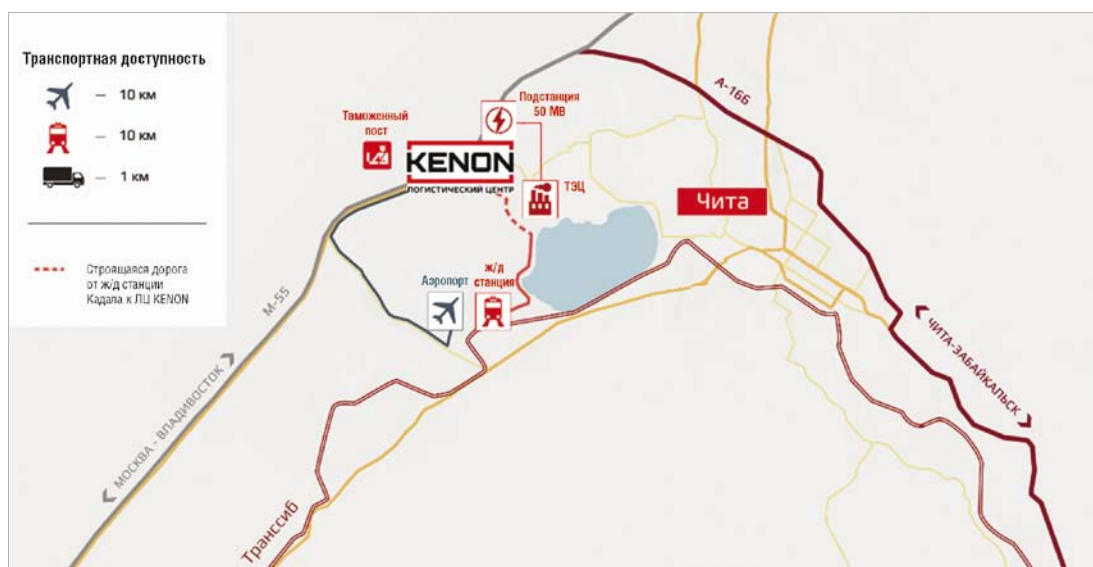 Транспортная доступность
– 10 км
– 10 км
– 1 км
Строящаяся дорога
от ж/д станции
Кадала к ЛЦ KENON
Таможенный
пост
Подстанция
50 МВ
KENON
ЛОГИСТИЧЕСКИЙ ЦЕНТР
ТЭЦ
Чита
А-166
Аэропорт
ж/д
станция
М-55
МОСКВА - ВЛАДИВОСТОК
ЧИТА-ЗАБАЙКАЛЬСК
Транссиб